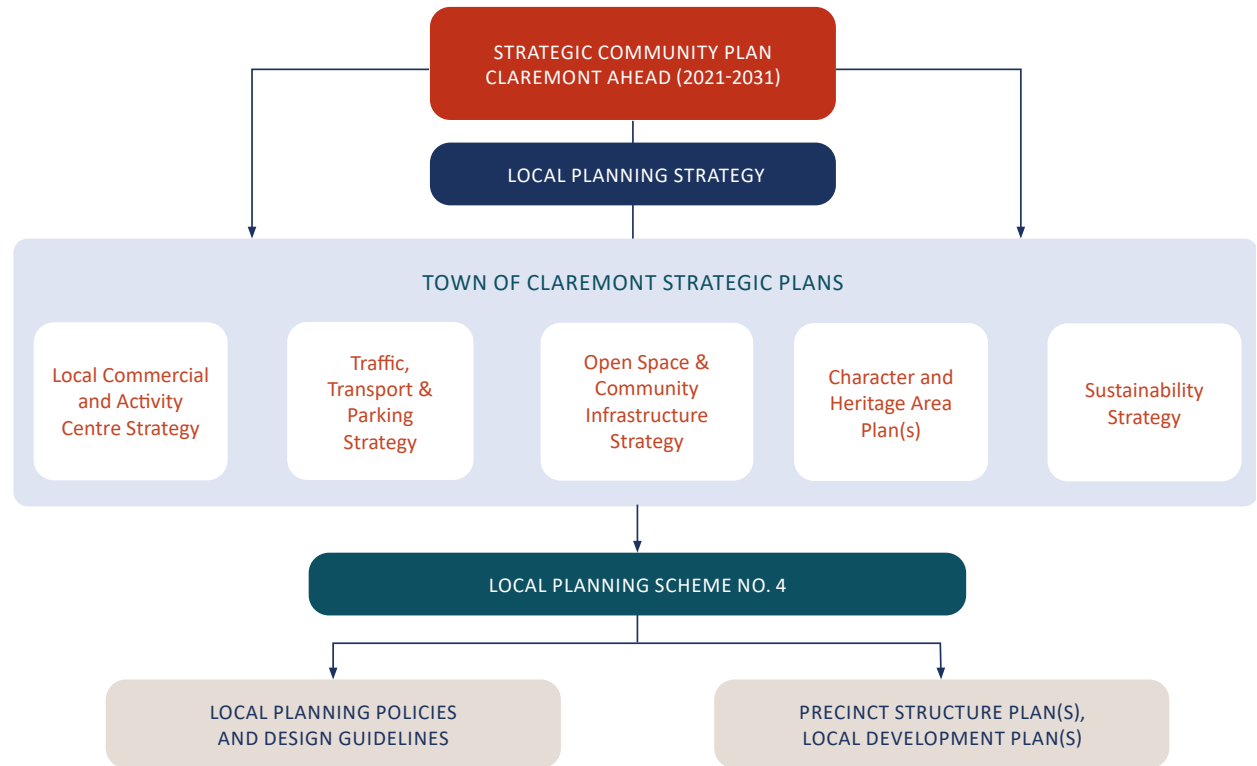 STRATEGIC COMMUNITY PLAN
CLAREMONT AHEAD (2021-2031)
LOCAL PLANNING STRATEGY
TOWN OF CLAREMONT STRATEGIC PLANS
Local Commercial
and Activity
Centre Strategy
Traffic,
Transport &
Parking
Strategy
Open Space &
Community
Infrastructure
Strategy
Character and
Heritage Area
Plan(s)
Sustainability
Strategy
LOCAL PLANNING SCHEME NO. 4
LOCAL PLANNING POLICIES
AND DESIGN GUIDELINES
PRECINCT STRUCTURE PLAN(S),
LOCAL DEVELOPMENT PLAN(S)